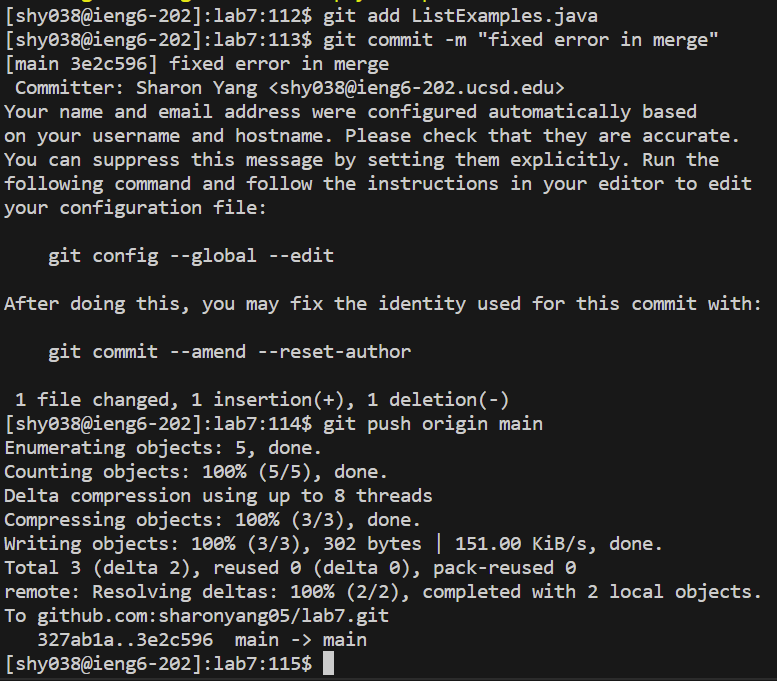 [shy038@ieng6-202]:lab7:112$ git add ListExamples.java
[shy038@ieng6-202]:lab7:113$ git commit -m "fixed error in merge"
[main 3e2c596] fixed error in merge
 Committer: Sharon Yang <shy038@ieng6-202.ucsd.edu>
Your name and email address were configured automatically based
on your username and hostname. Please check that they are accurate.
You can suppress this message by setting them explicitly. Run the
following command and follow the instructions in your editor to edit
your configuration file:

    git config --global --edit

After doing this, you may fix the identity used for this commit with:

    git commit --amend --reset-author

 1 file changed, 1 insertion(+), 1 deletion(-)
[shy038@ieng6-202]:lab7:114$ git push origin main
Enumerating objects: 5, done.
Counting objects: 100% (5/5), done.
Delta compression using up to 8 threads
Compressing objects: 100% (3/3), done.
Writing objects: 100% (3/3), 302 bytes | 151.00 KiB/s, done.
Total 3 (delta 2), reused 0 (delta 0), pack-reused 0
remote: Resolving deltas: 100% (2/2), completed with 2 local objects.
To github.com:sharonyang05/lab7.git
   327ab1a..3e2c596  main -> main
[shy038@ieng6-202]:lab7:115$